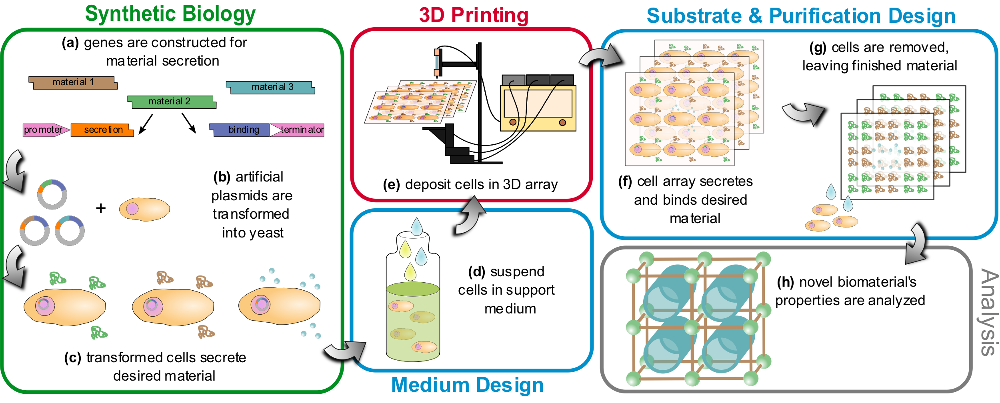 Synthetic Biology
(a) genes are constructed for
material secretion
material 1
material 3
material 2
promoter
secretion
binding
terminator
+
(b) artificial
plasmids are
transformed
into yeast
(c) transformed cells secrete
desired material
3D Printing
(e) deposit cells in 3D array
(d) suspend
cells in support
medium
Medium Design
Substrate & Purification Design
(g) cells are removed,
leaving finished material
(f) cell array secretes
and binds desired
material
(h) novel biomaterial's
properties are analyzed
Analysis